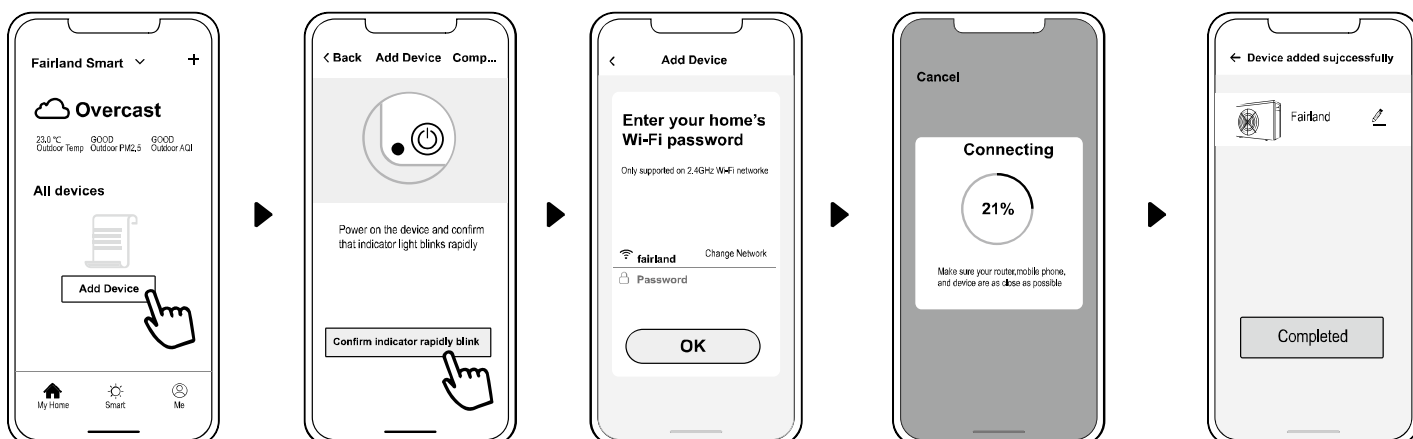 Fairland Smart
+
Overcast
23.0 °C GOOD GOOD
Outdoor Temp Outdoor PM2,5 Outdoor AQI
All devices
Add Device
My Home Smart Me
< Back Add Device Comp...
Power on the device and confirm
that indicator light blinks rapidly
Confirm indicator rapidly blink
< Add Device
Enter your home's
Wi-Fi password
Only supported on 2.4GHz Wi-Fi networke
fairland Change Network
Password
OK
Cancel
Connecting
21%
Make sure your router,mobile phone,
and device are as close as possible
← Device added sujccessfully
Fairland
Completed